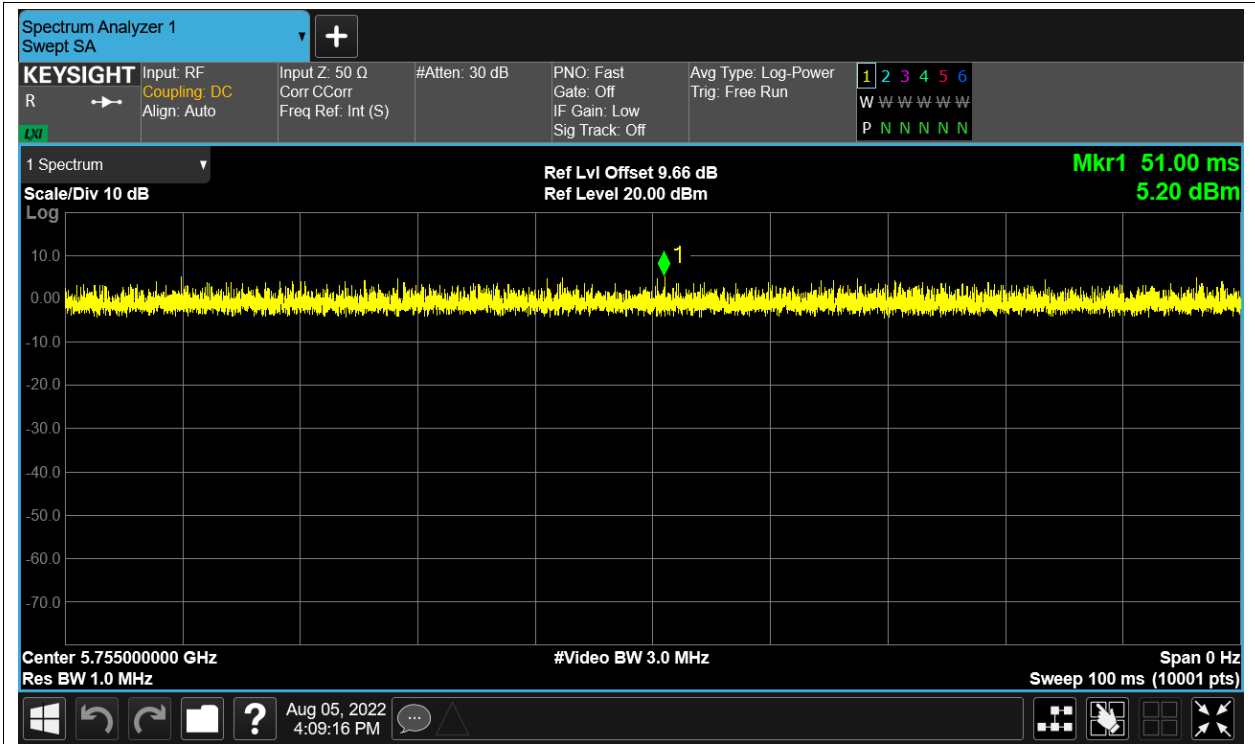 Spectrum Analyzer 1
Swept SA
KEYSIGHT
R
LXI
Input: RF
Coupling: DC
Align: Auto
Input Z: 50 Ω
Corr CCorr
Freq Ref: Int (S)
#Atten: 30 dB
PNO: Fast
Gate: Off
IF Gain: Low
Sig Track: Off
Avg Type: Log-Power
Trig: Free Run
1 2 3 4 5 6
W W W W W W
P N N N N N
1 Spectrum
Scale/Div 10 dB
Ref Lvl Offset 9.66 dB
Ref Level 20.00 dBm
Mkr1 51.00 ms
5.20 dBm
Log
1
10.0
0.00
-10.0
-20.0
-30.0
-40.0
-50.0
-60.0
-70.0
Center 5.755000000 GHz
#Video BW 3.0 MHz
Span 0 Hz
Res BW 1.0 MHz
Sweep 100 ms (10001 pts)
?
Aug 05, 2022
4:09:16 PM